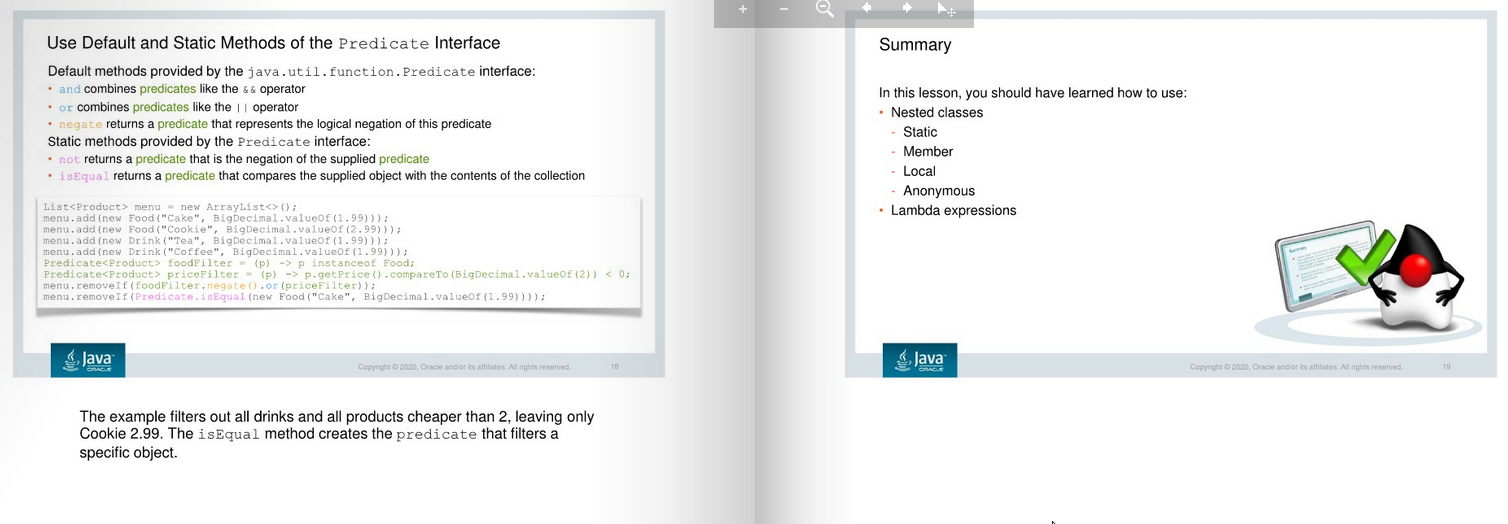 Use Default and Static Methods of the Predicate Interface
Default methods provided by the java.util.function.Predicate interface:
• and combines predicates like the && operator
• or combines predicates like the || operator
• negate returns a predicate that represents the logical negation of this predicate
Static methods provided by the Predicate interface:
• not returns a predicate that is the negation of the supplied predicate
• isEqual returns a predicate that compares the supplied object with the contents of the collection
List<Product> menu = new ArrayList<>();
menu.add(new Food("Cake", BigDecimal.valueOf(1.99)));
menu.add(new Food("Cookie", BigDecimal.valueOf(2.99)));
menu.add(new Drink("Tea", BigDecimal.valueOf(1.99)));
menu.add(new Drink("Coffee", BigDecimal.valueOf(1.99)));
Predicate<Product> foodFilter = (p) -> p instanceof Food;
Predicate<Product> priceFilter = (p) -> p.getPrice().compareTo(BigDecimal.valueOf(2)) < 0;
menu.removeIf(foodFilter.negate().or(priceFilter));
menu.removeIf(Predicate.isEqual(new Food("Cake", BigDecimal.valueOf(1.99))));
Java
ORACLE
Copyright © 2020, Oracle and/or its affiliates. All rights reserved.
18
The example filters out all drinks and all products cheaper than 2, leaving only
Cookie 2.99. The isEqual method creates the predicate that filters a
specific object.
Summary
In this lesson, you should have learned how to use:
• Nested classes
- Static
- Member
- Local
- Anonymous
• Lambda expressions
Summary
Java
ORACLE
Copyright © 2020, Oracle and/or its affiliates. All rights reserved.
19